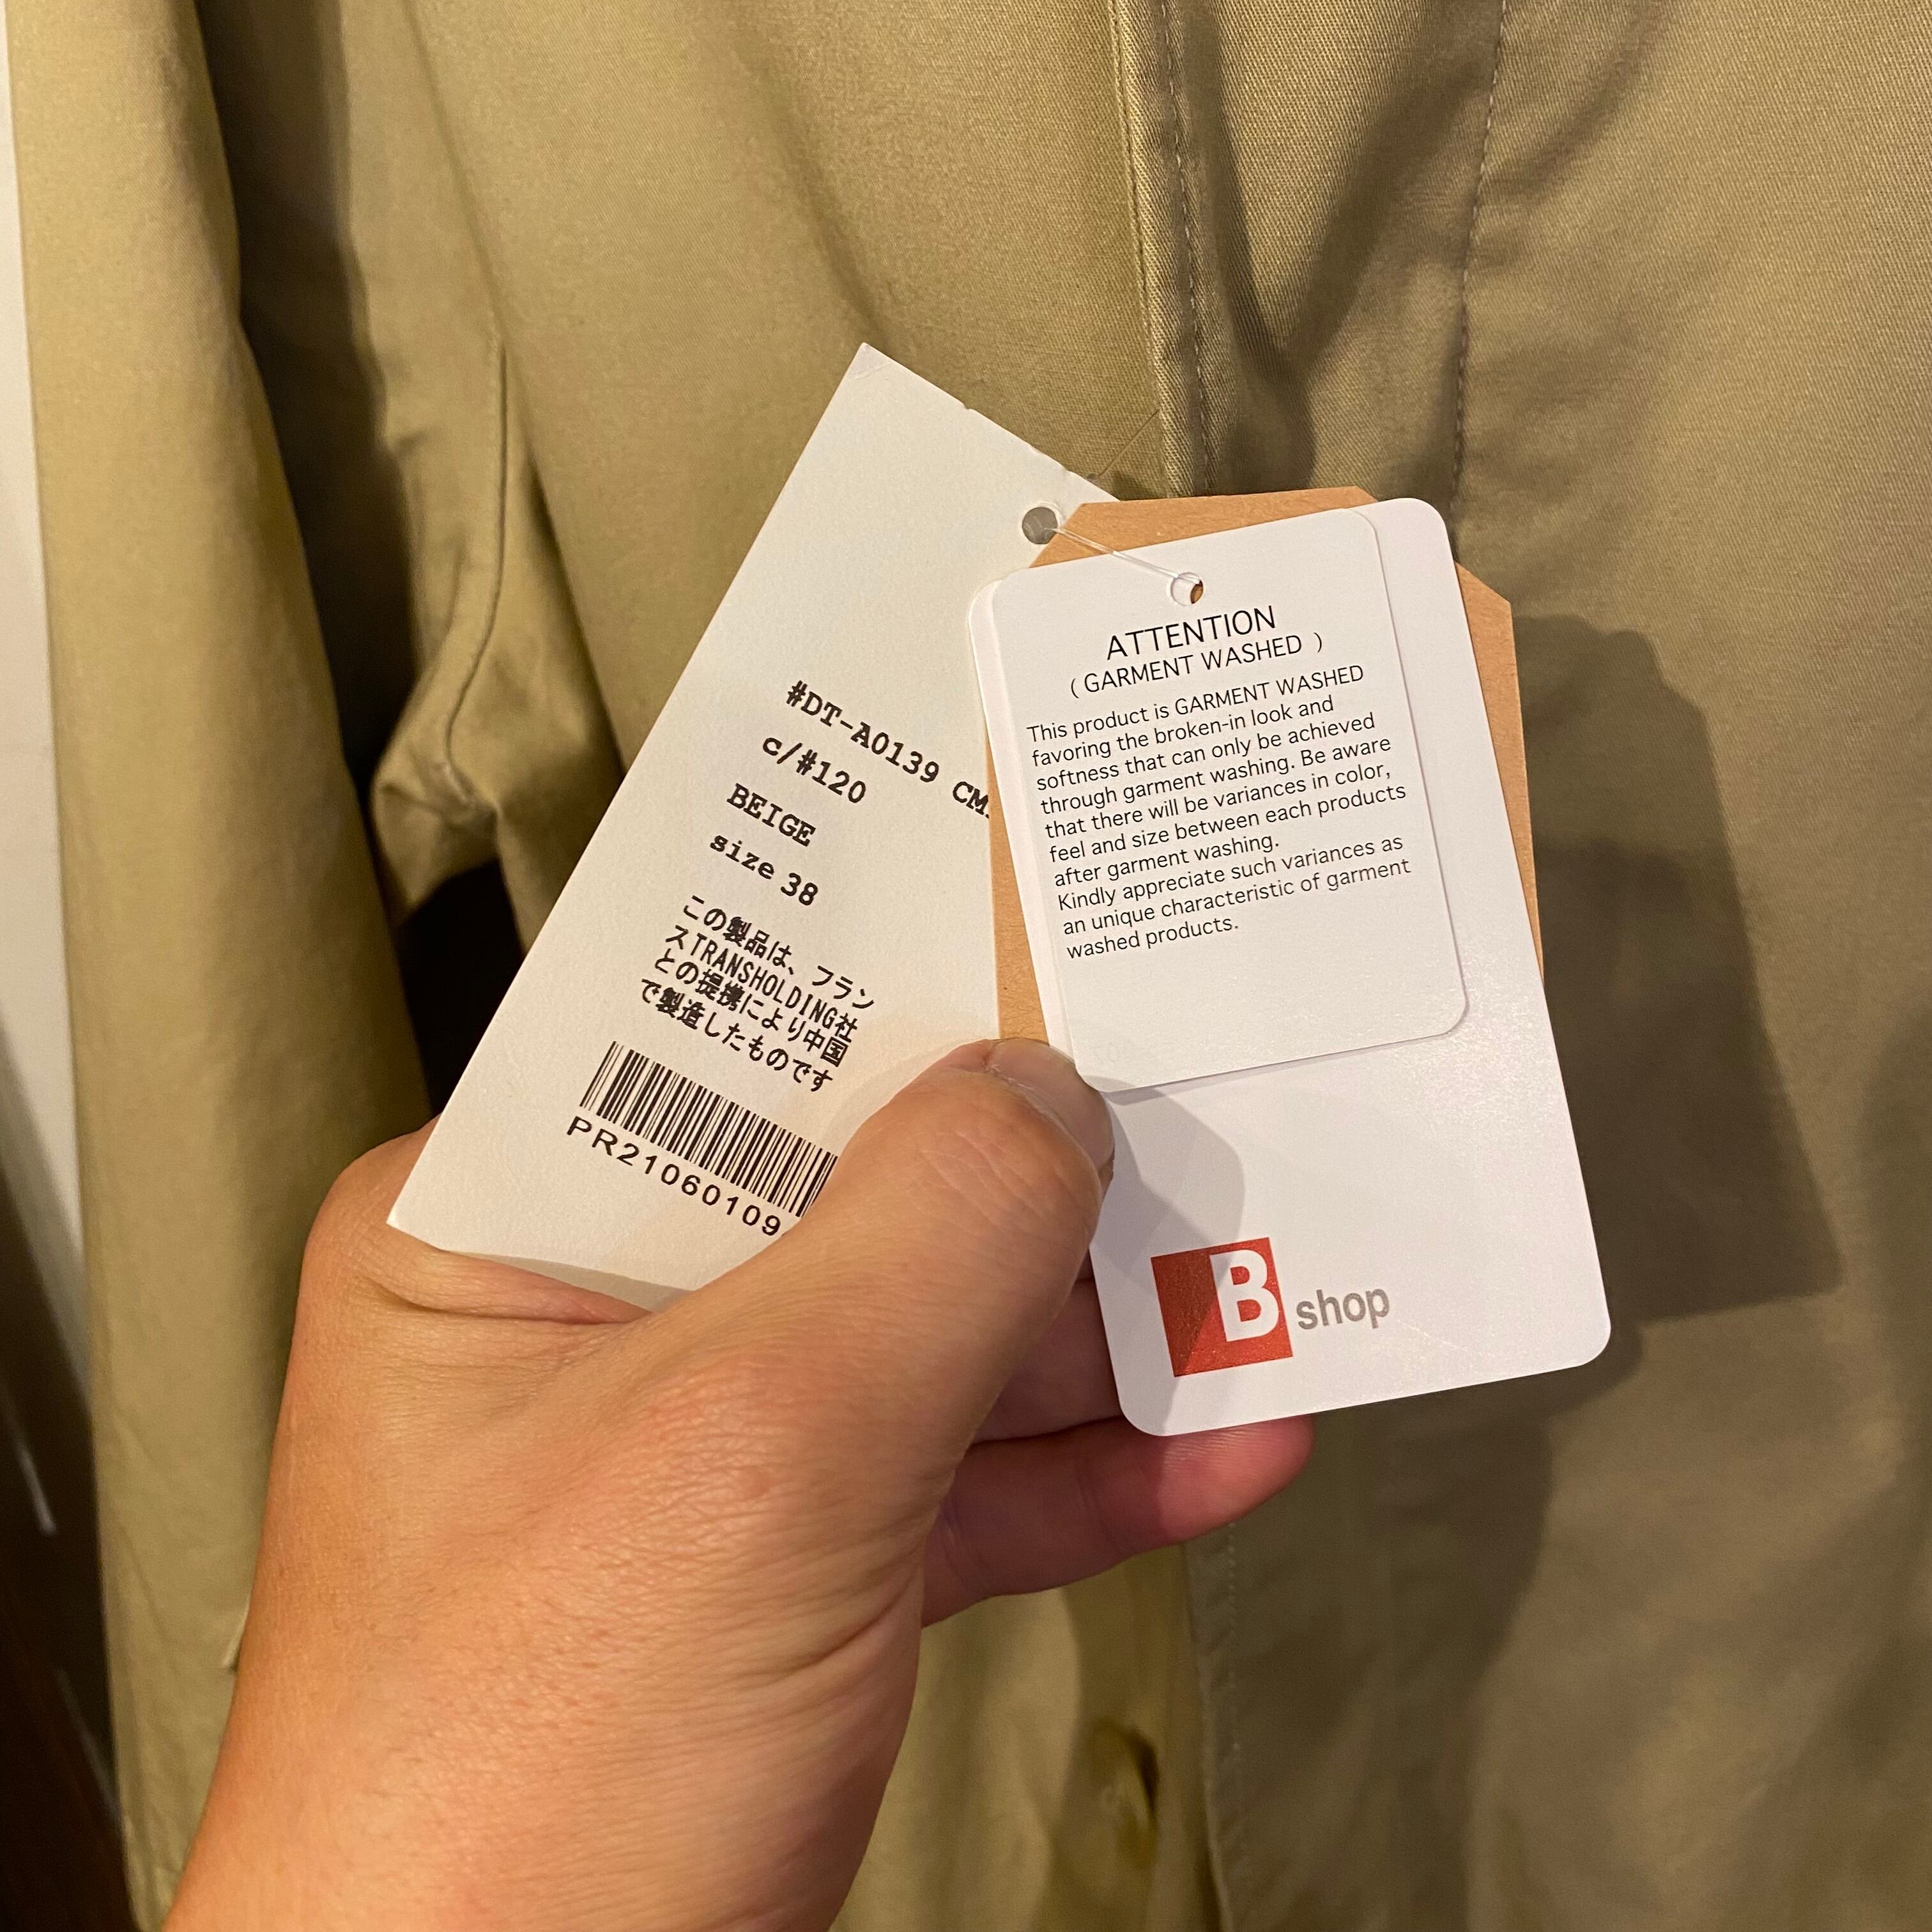 #DT-A0139 CM
c/#120
BEIGE
size 38
この製品は、フラン
スTRANSHOLDING社
との提携により中国
で製造したものです
PR21060109
ATTENTION
( GARMENT WASHED )
This product is GARMENT WASHED
favoring the broken-in look and
softness that can only be achieved
through garment washing. Be aware
that there will be variances in color,
feel and size between each products
after garment washing.
Kindly appreciate such variances as
an unique characteristic of garment
washed products.
B shop